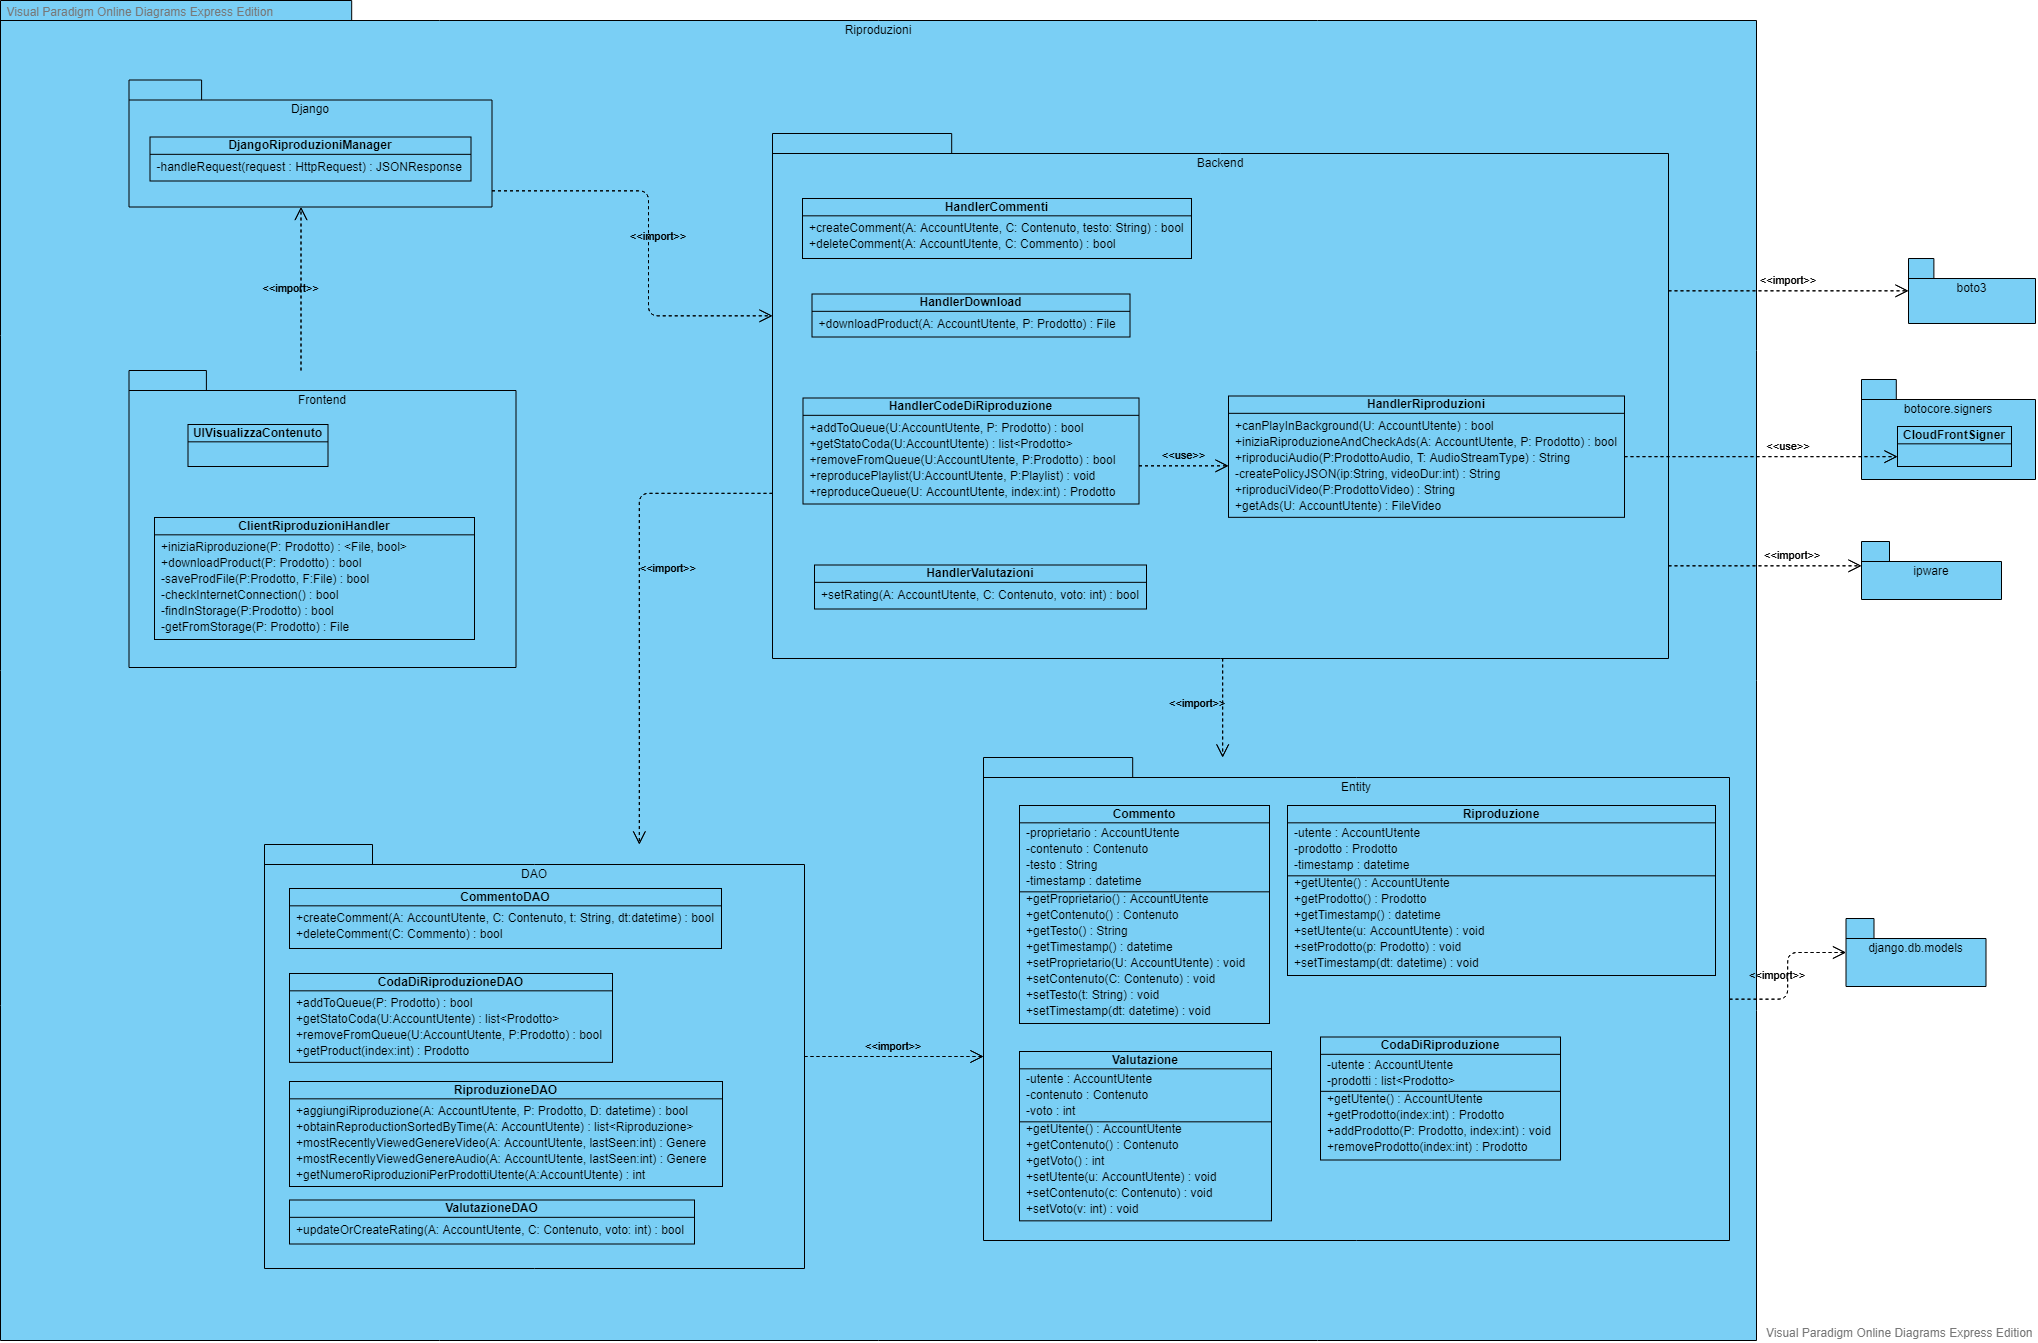 Visual Paradigm Online Diagrams Express Edition
Riproduzioni
Django
DjangoRiproduzioniManager
-handleRequest(request : HttpRequest) : JSONResponse
<<import>>
<<import>>
Frontend
UIVisualizzaContenuto
ClientRiproduzioniHandler
+iniziaRiproduzione(P: Prodotto) : <File, bool>
+downloadProduct(P: Prodotto) : bool
-saveProdFile(P:Prodotto, F:File) : bool
-checkInternetConnection() : bool
-findInStorage(P:Prodotto) : bool
-getFromStorage(P: Prodotto) : File
Backend
HandlerCommenti
+createComment(A: AccountUtente, C: Contenuto, testo: String) : bool
+deleteComment(A: AccountUtente, C: Commento) : bool
HandlerDownload
+downloadProduct(A: AccountUtente, P: Prodotto) : File
HandlerCodeDiRiproduzione
+addToQueue(U:AccountUtente, P: Prodotto) : bool
+getStatoCoda(U:AccountUtente) : list<Prodotto>
+removeFromQueue(U:AccountUtente, P:Prodotto) : bool
+reproducePlaylist(U:AccountUtente, P:Playlist) : void
+reproduceQueue(U: AccountUtente, index:int) : Prodotto
<<use>>
HandlerRiproduzioni
+canPlayInBackground(U: AccountUtente) : bool
+iniziaRiproduzioneAndCheckAds(A: AccountUtente, P: Prodotto) : bool
+riproduciAudio(P:ProdottoAudio, T: AudioStreamType) : String
-createPolicyJSON(ip:String, videoDur:int) : String
+riproduciVideo(P:ProdottoVideo) : String
+getAds(U: AccountUtente) : FileVideo
HandlerValutazioni
+setRating(A: AccountUtente, C: Contenuto, voto: int) : bool
<<import>>
boto3
botocore.signers
CloudFrontSigner
<<use>>
<<import>>
ipware
<<import>>
<<import>>
DAO
CommentoDAO
+createComment(A: AccountUtente, C: Contenuto, t: String, dt:datetime) : bool
+deleteComment(C: Commento) : bool
CodaDiRiproduzioneDAO
+addToQueue(P: Prodotto) : bool
+getStatoCoda(U:AccountUtente) : list<Prodotto>
+removeFromQueue(U:AccountUtente, P:Prodotto) : bool
+getProduct(index:int) : Prodotto
RiproduzioneDAO
+aggiungiRiproduzione(A: AccountUtente, P: Prodotto, D: datetime) : bool
+obtainReproductionSortedByTime(A: AccountUtente) : list<Riproduzione>
+mostRecentlyViewedGenereVideo(A: AccountUtente, lastSeen:int) : Genere
+mostRecentlyViewedGenereAudio(A: AccountUtente, lastSeen:int) : Genere
+getNumeroRiproduzioniPerProdottiUtente(A:AccountUtente) : int
ValutazioneDAO
+updateOrCreateRating(A: AccountUtente, C: Contenuto, voto: int) : bool
<<import>>
Entity
Commento
-proprietario : AccountUtente
-contenuto : Contenuto
-testo : String
-timestamp : datetime
+getProprietario() : AccountUtente
+getContenuto() : Contenuto
+getTesto() : String
+getTimestamp() : datetime
+setProprietario(U: AccountUtente) : void
+setContenuto(C: Contenuto) : void
+setTesto(t: String) : void
+setTimestamp(dt: datetime) : void
Riproduzione
-utente : AccountUtente
-prodotto : Prodotto
-timestamp : datetime
+getUtente() : AccountUtente
+getProdotto() : Prodotto
+getTimestamp() : datetime
+setUtente(u: AccountUtente) : void
+setProdotto(p: Prodotto) : void
+setTimestamp(dt: datetime) : void
Valutazione
-utente : AccountUtente
-contenuto : Contenuto
-voto : int
+getUtente() : AccountUtente
+getContenuto() : Contenuto
+getVoto() : int
+setUtente(u: AccountUtente) : void
+setContenuto(c: Contenuto) : void
+setVoto(v: int) : void
CodaDiRiproduzione
-utente : AccountUtente
-prodotti : list<Prodotto>
+getUtente() : AccountUtente
+getProdotto(index:int) : Prodotto
+addProdotto(P: Prodotto, index:int) : void
+removeProdotto(index:int) : Prodotto
<<import>>
django.db.models
Visual Paradigm Online Diagrams Express Edition